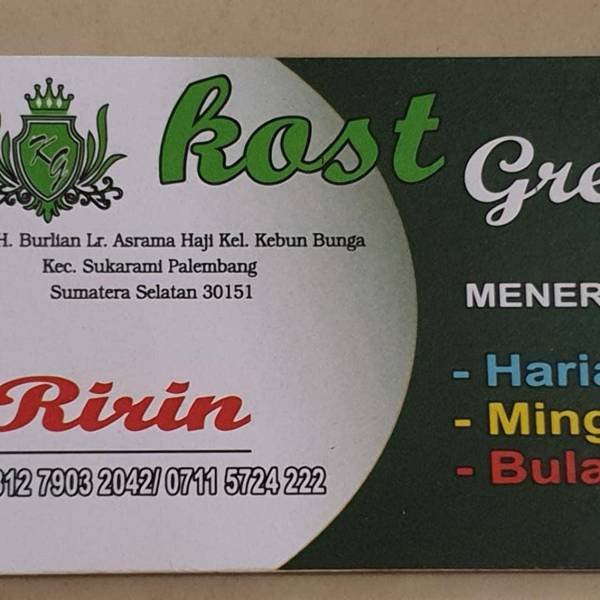 KG
kost Gre
H. Burlian Lr. Asrama Haji Kel. Kebun Bunga
Kec. Sukarami Palembang
Sumatera Selatan 30151
MENER
- Haria
- Ming
- Bula
Ririn
812 7903 2042/ 0711 5724 222